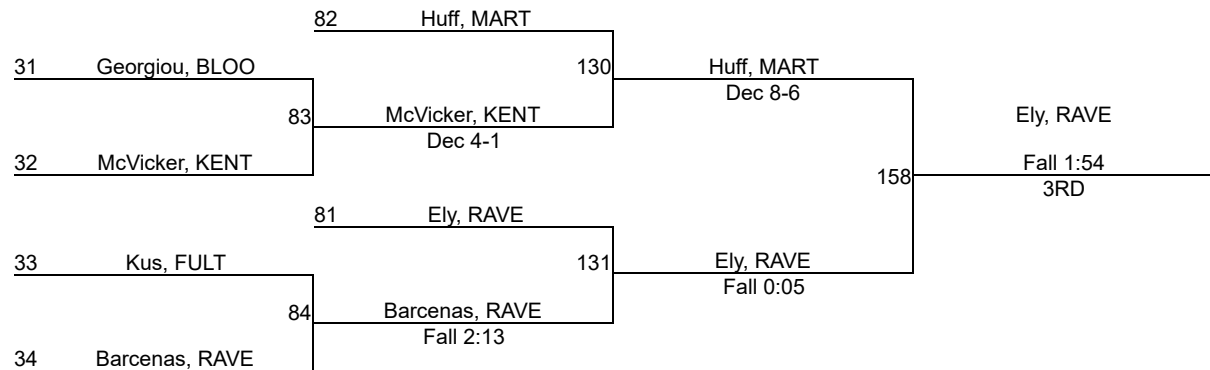 82 Huff, MART
31 Georgiou, BLOO
130 Huff, MART
Dec 8-6
83 McVicker, KENT
Dec 4-1
Ely, RAVE
32 McVicker, KENT
Fall 1:54
158
3RD
81 Ely, RAVE
33 Kus, FULT
131 Ely, RAVE
Fall 0:05
84 Barcenas, RAVE
Fall 2:13
34 Barcenas, RAVE